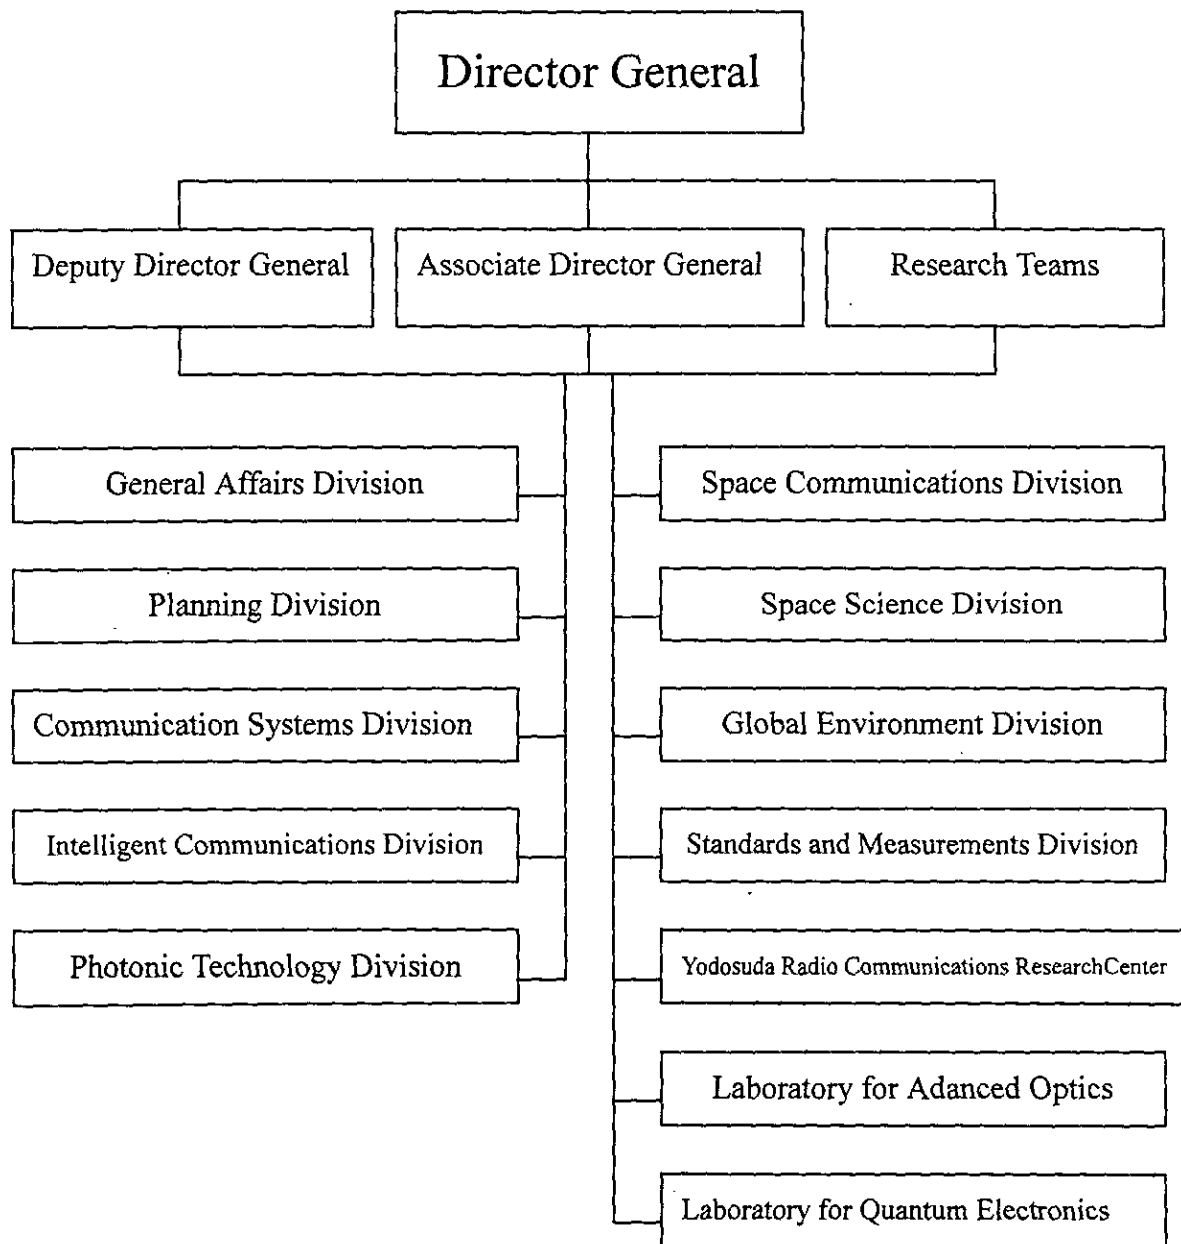 Director General
Deputy Director General
Associate Director General
Research Teams
General Affairs Division
Planning Division
Communication Systems Division
Intelligent Communications Division
Photonic Technology Division
Space Communications Division
Space Science Division
Global Environment Division
Standards and Measurements Division
Yodosuda Radio Communications ResearchCenter
Laboratory for Adanced Optics
Laboratory for Quantum Electronics